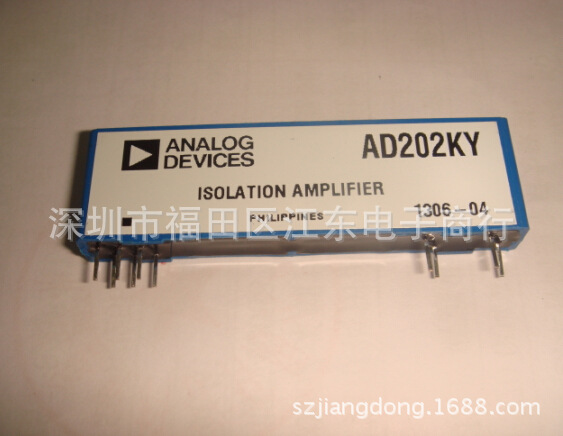 ANALOG
DEVICES
AD202KY
ISOLATION AMPLIFIER
PHILIPPINES
1306-04
深圳市福田区江东电子商行
szjiangdong.1688.com